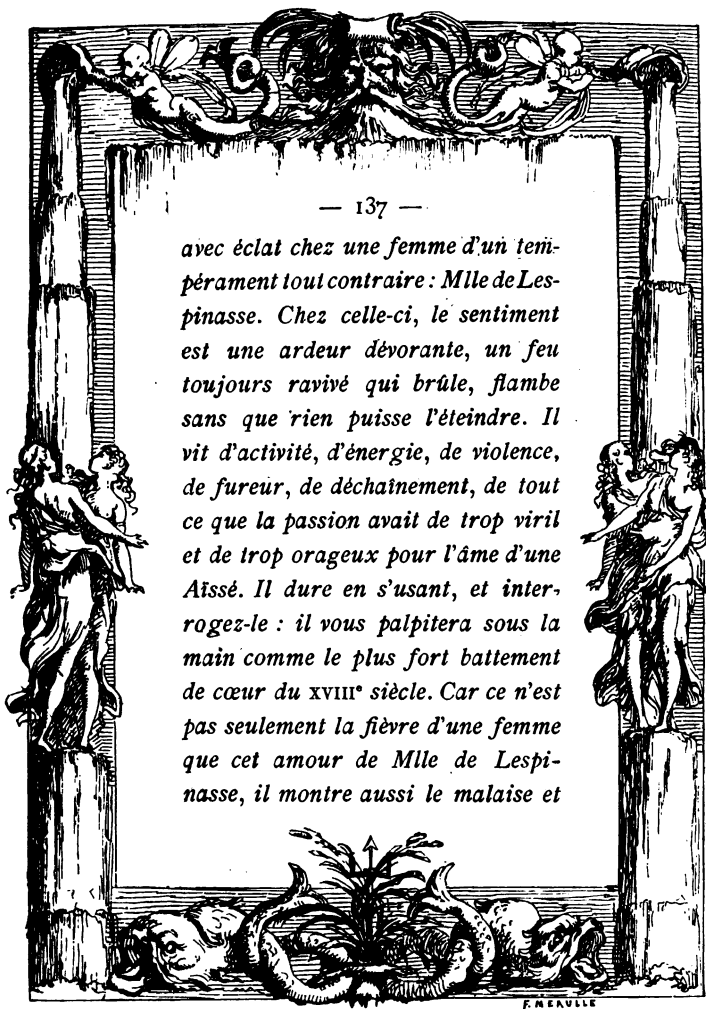 — 137 —
avec éclat chez une femme d'un tem-
pérament tout contraire : Mlle de Les-
pinasse. Chez celle-ci, le sentiment
est une ardeur dévorante, un feu
toujours ravivé qui brûle, flambe
sans que rien puisse l'éteindre. Il
vit d'activité, d'énergie, de violence,
de fureur, de déchaînement, de tout
ce que la passion avait de trop viril
et de trop orageux pour l'âme d'une
Aïssé. Il dure en s'usant, et inter-
rogez-le : il vous palpitera sous la
main comme le plus fort battement
de cœur du XVIIIe siècle. Car ce n'est
pas seulement la fièvre d'une femme
que cet amour de Mlle de Lespi-
nasse, il montre aussi le malaise et
F. MEAULLE